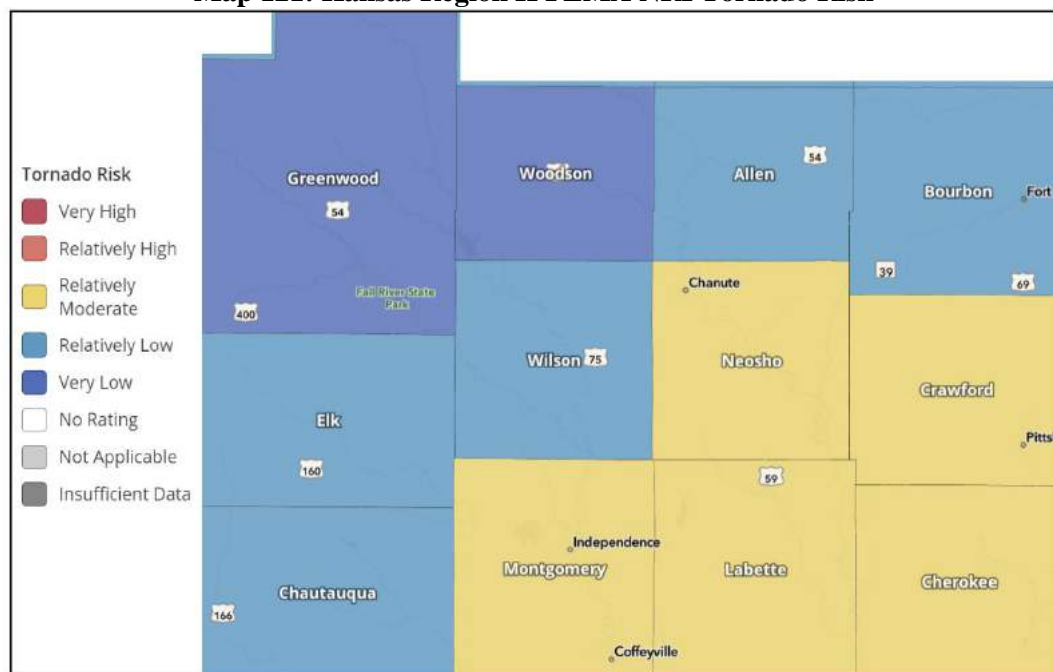 Map Kansas Region FEMA NRI Tornado Risk
Tornado Risk
Very High
Relatively High
Relatively
Moderate
Relatively Low
Very Low
No Rating
Not Applicable
Insufficient Data
Greenwood
54
Fall River State
Park
400
Woodson
Allen
54
Bourbon
Fort
39
69
Elk
160
Wilson
75
Chanute
Neosho
Crawford
Pitts
Chautauqua
166
Independence
Montgomery
Coffeyville
59
Labette
Cherokee